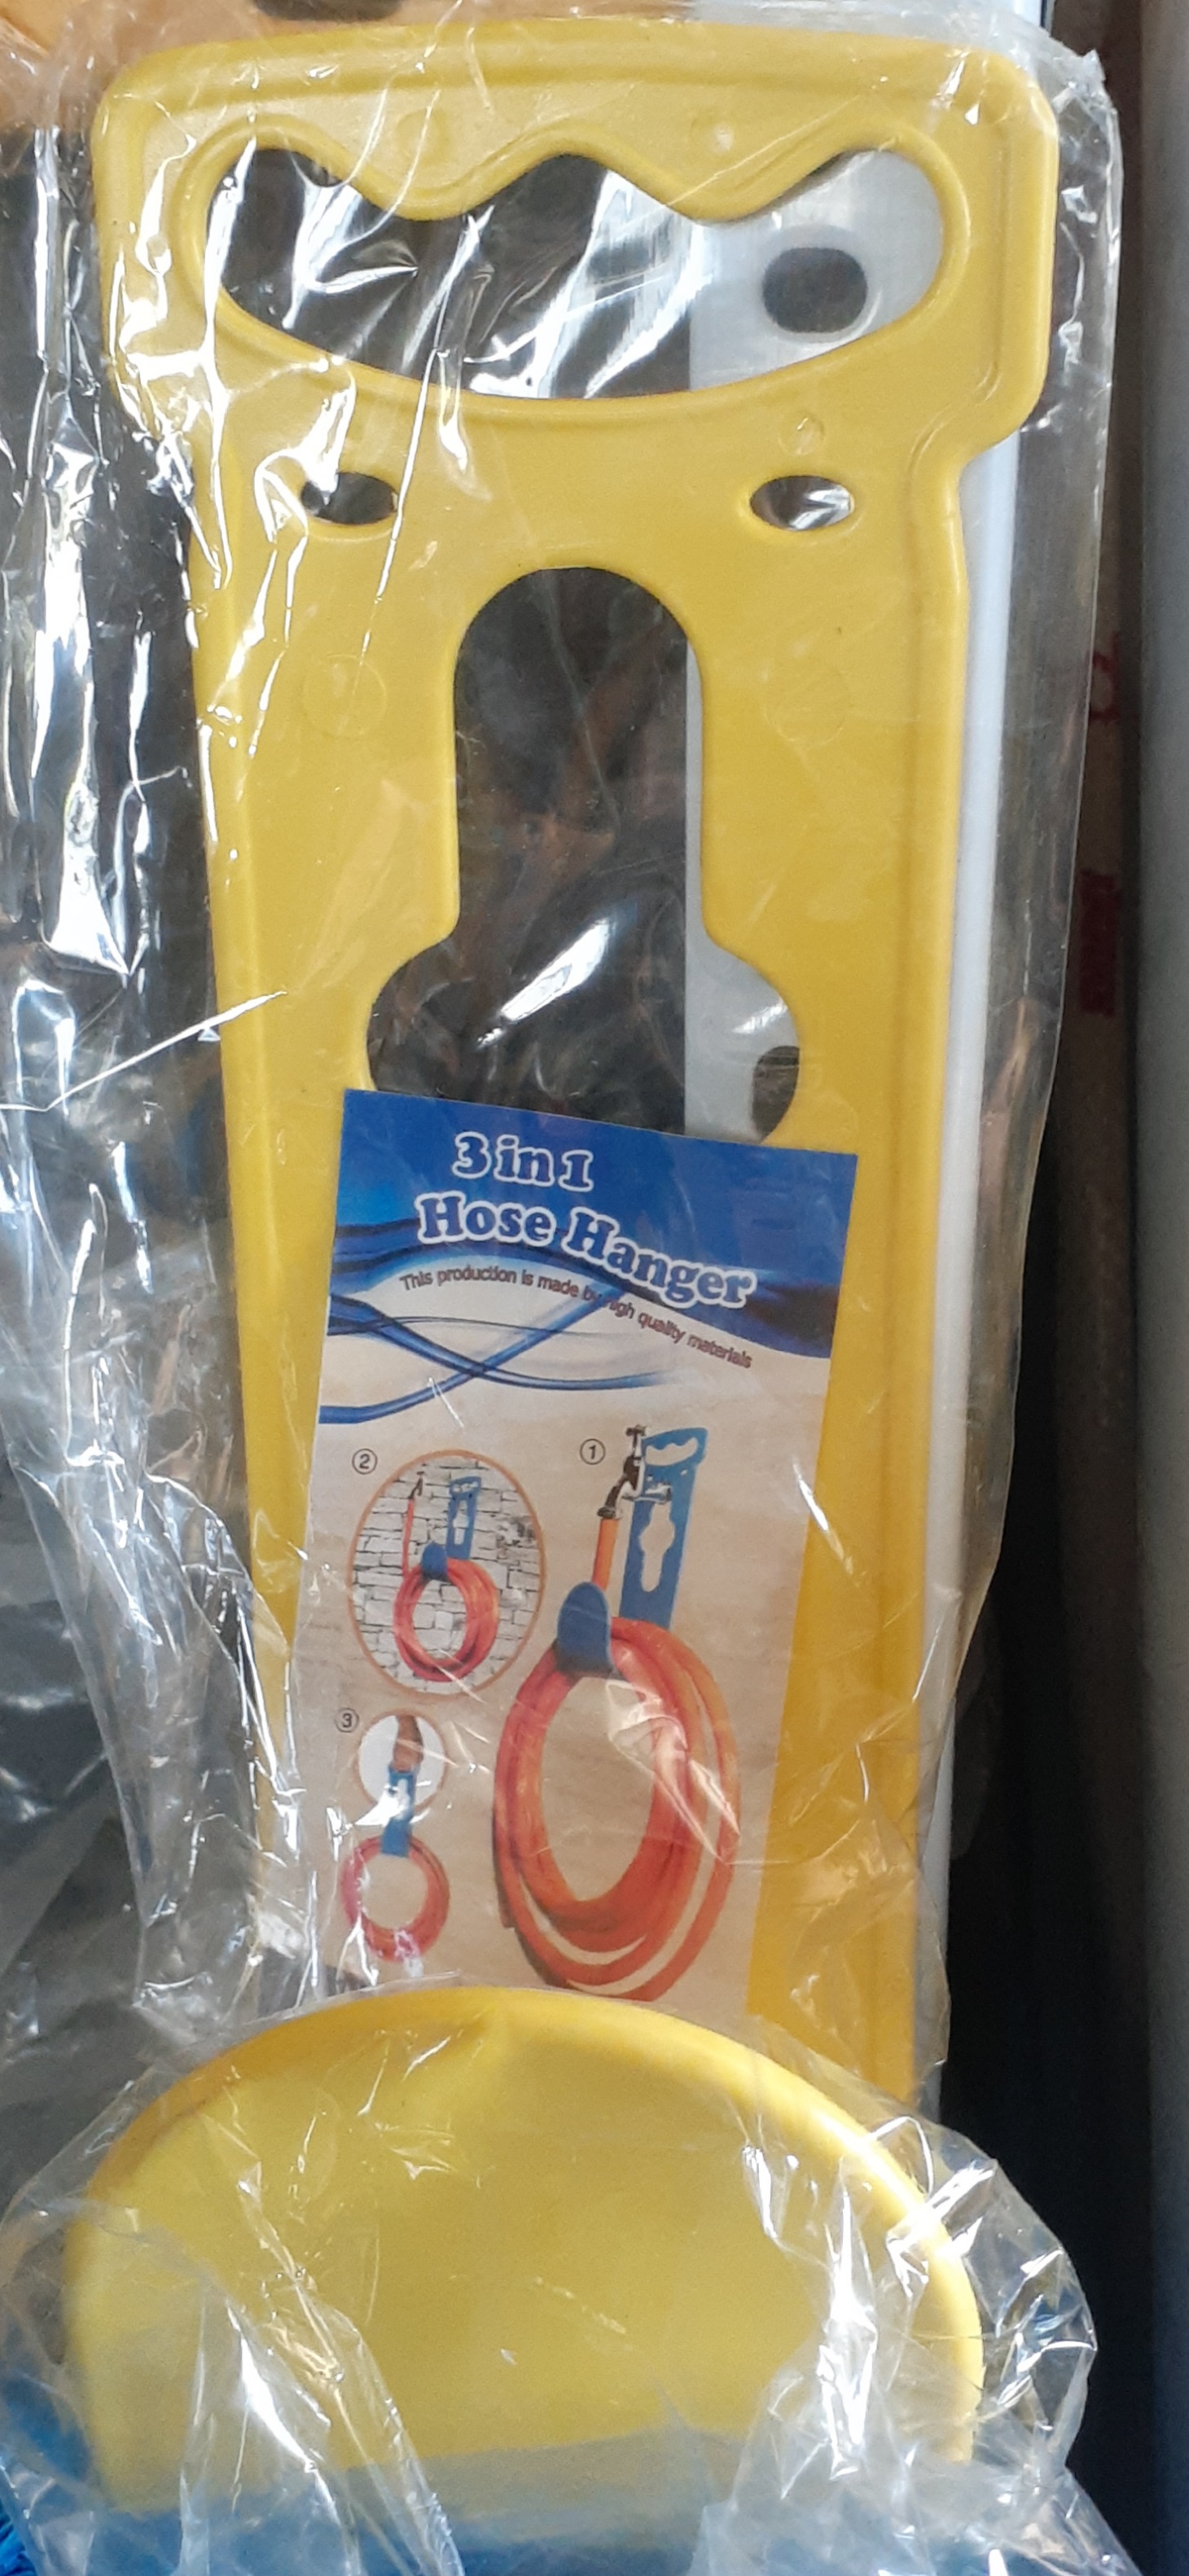 3 in 1
Hose Hanger
This production is made by high quality materials
② ①
③